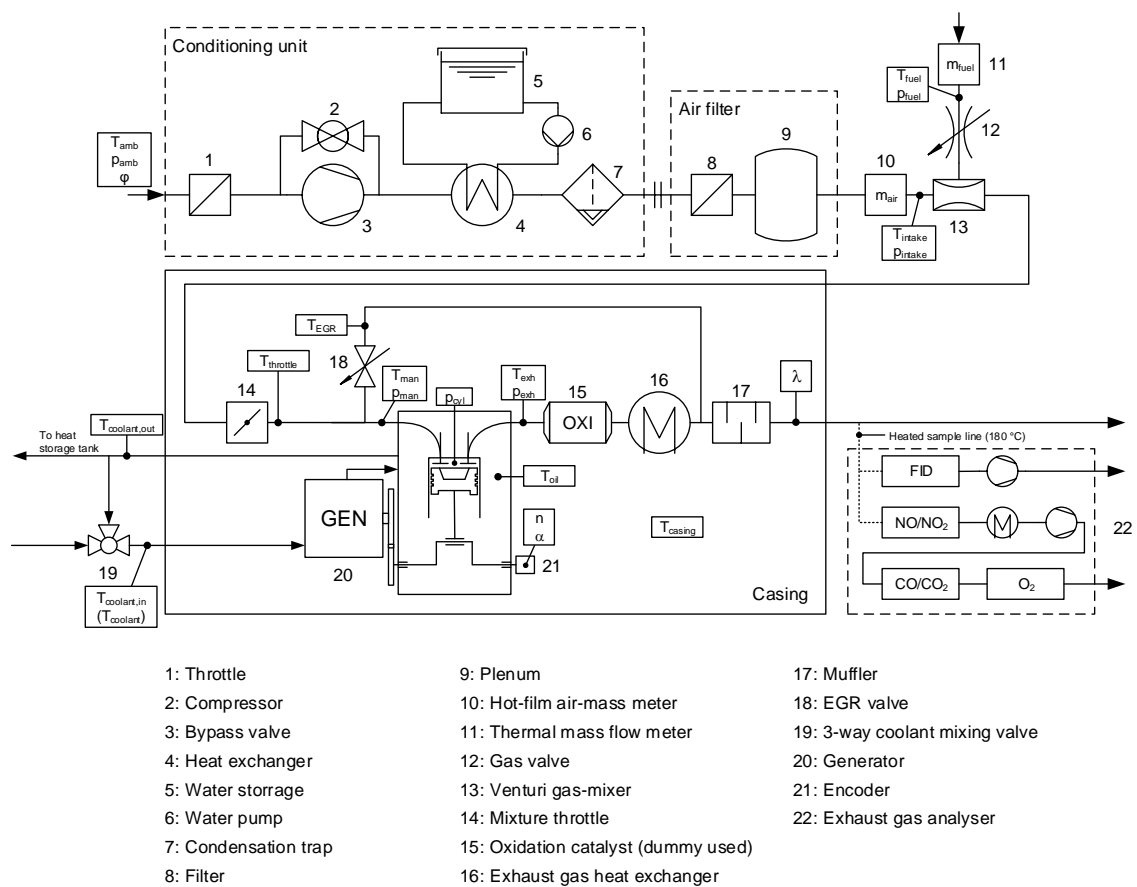 Conditioning unit
2
5
6
T_amb
p_amb
φ
1
3
4
7
Air filter
8
9
10
m_air
T_intake
p_intake
m_fuel
11
T_fuel
p_fuel
12
13
T_EGR
18
T_throttle
14
T_man
p_man
p_cyl
T_exh
p_exh
15
OXI
16
17
λ
T_coolant,out
To heat
storage tank
Heated sample line (180 °C)
T_oil
GEN
20
n
α
21
T_casing
Casing
19
T_coolant,in
(T_coolant)
FID
NO/NO₂
22
CO/CO₂
O₂
1: Throttle
2: Compressor
3: Bypass valve
4: Heat exchanger
5: Water storrage
6: Water pump
7: Condensation trap
8: Filter
9: Plenum
10: Hot-film air-mass meter
11: Thermal mass flow meter
12: Gas valve
13: Venturi gas-mixer
14: Mixture throttle
15: Oxidation catalyst (dummy used)
16: Exhaust gas heat exchanger
17: Muffler
18: EGR valve
19: 3-way coolant mixing valve
20: Generator
21: Encoder
22: Exhaust gas analyser